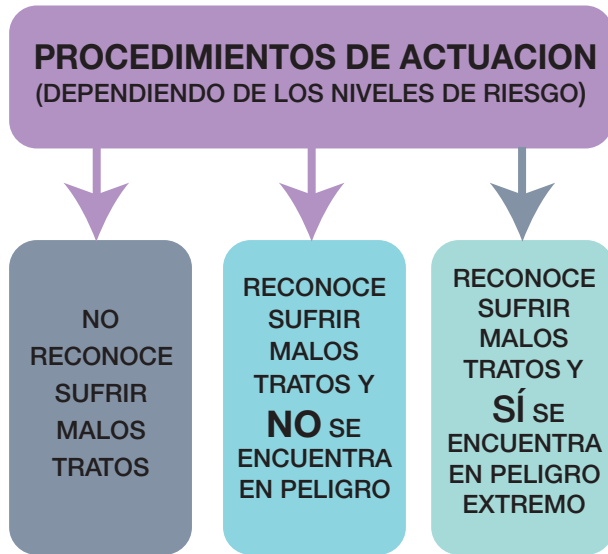 PROCEDIMIENTOS DE ACTUACION
(DEPENDIENDO DE LOS NIVELES DE RIESGO)
NO
RECONOCE
SUFRIR
MALOS
TRATOS
RECONOCE
SUFRIR
MALOS
TRATOS Y
NO SE
ENCUENTRA
EN PELIGRO
RECONOCE
SUFRIR
MALOS
TRATOS Y
SÍ SE
ENCUENTRA
EN PELIGRO
EXTREMO